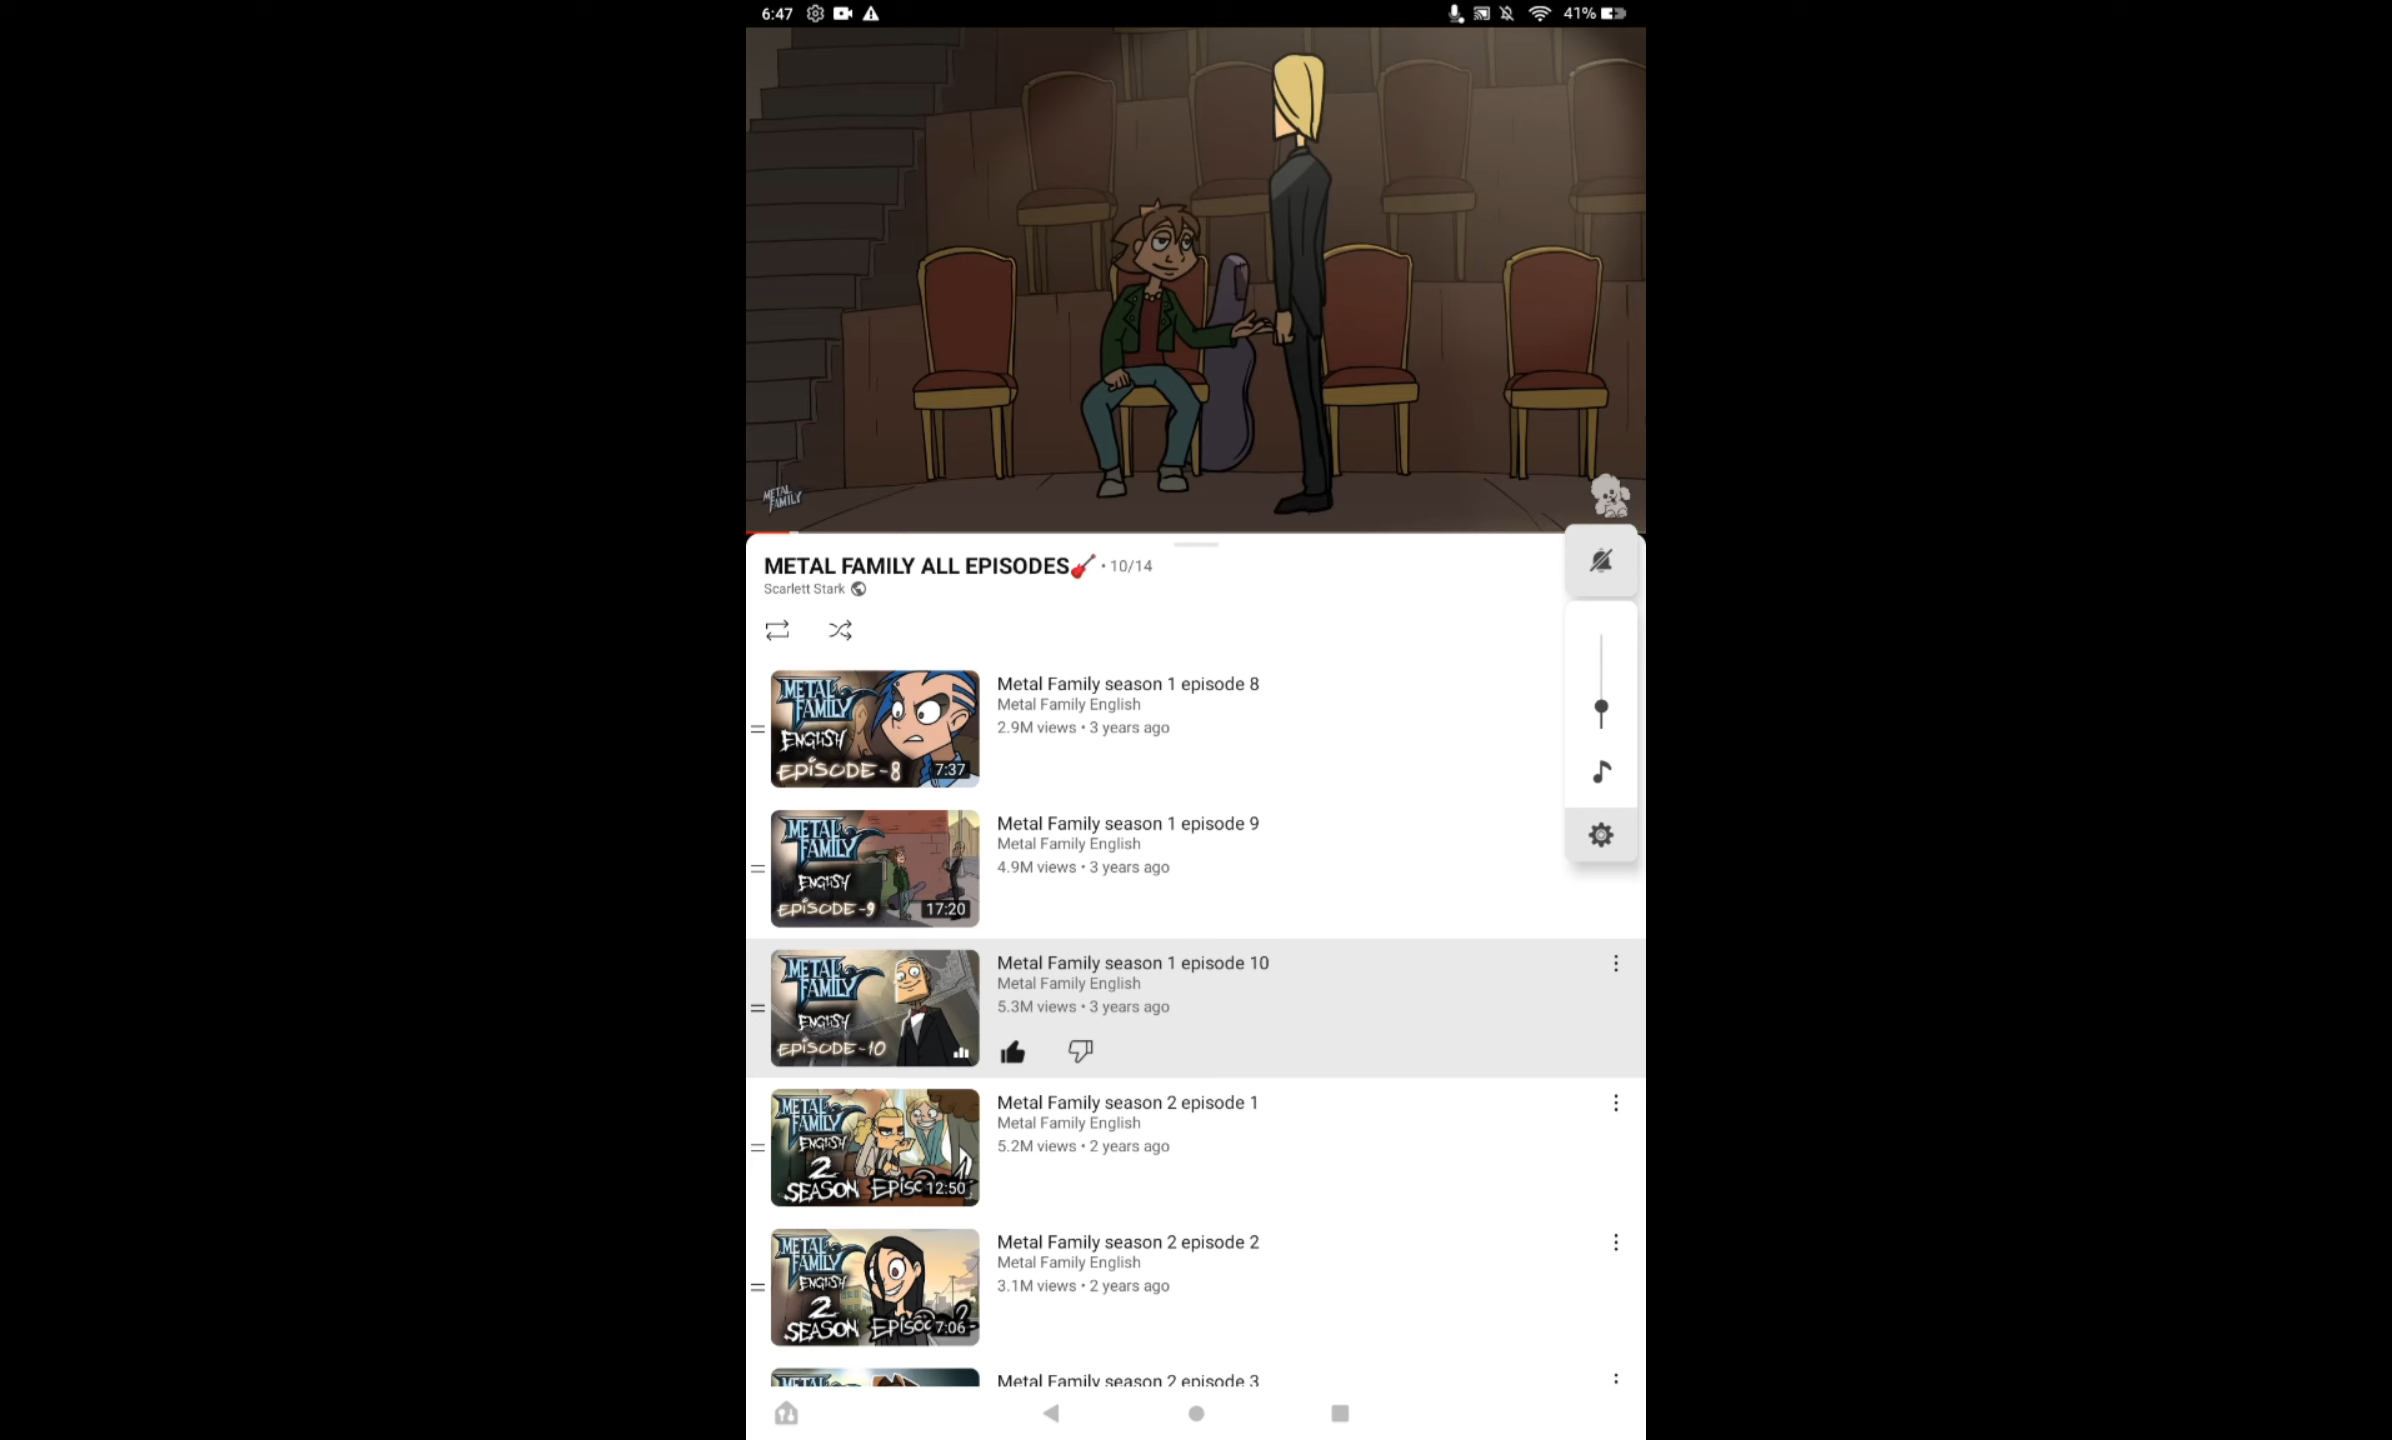 6:47
41%
METAL
FAMILY
METAL FAMILY ALL EPISODES🎸 • 10/14
Scarlett Stark
METAL
FAMILY
ENGLISH
EPISODE-8
7:37
Metal Family season 1 episode 8
Metal Family English
2.9M views • 3 years ago
METAL
FAMILY
ENGLISH
EPISODE-9
17:20
Metal Family season 1 episode 9
Metal Family English
4.9M views • 3 years ago
METAL
FAMILY
ENGLISH
EPISODE-10
Metal Family season 1 episode 10
Metal Family English
5.3M views • 3 years ago
METAL
FAMILY
ENGLISH
2
SEASON
12:50
Metal Family season 2 episode 1
Metal Family English
5.2M views • 2 years ago
METAL
FAMILY
ENGLISH
2
SEASON
7:06
Metal Family season 2 episode 2
Metal Family English
3.1M views • 2 years ago
METAL
Metal Family season 2 episode 3